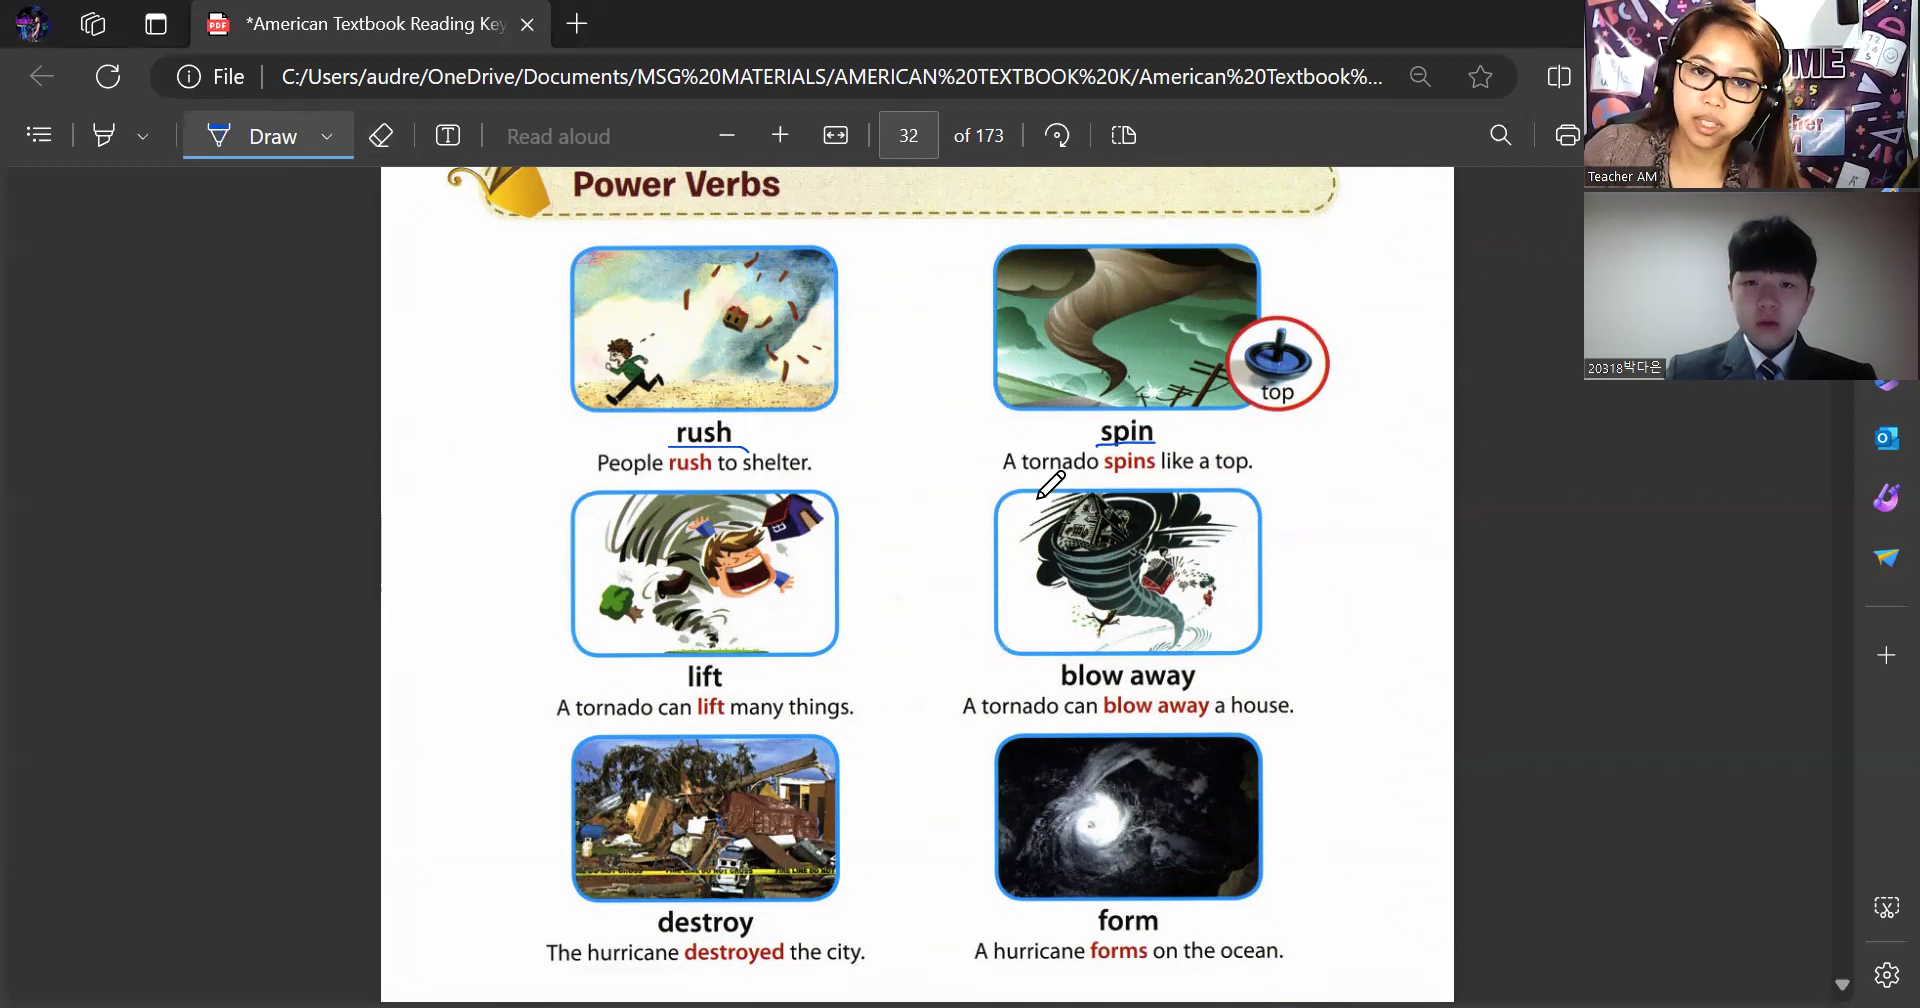 *American Textbook Reading Key
File
C:/Users/audre/OneDrive/Documents/MSG%20MATERIALS/AMERICAN%20TEXTBOOK%20K/American%20Textbook%...
Draw
Read aloud
32 of 173
Teacher AM
20318박다은
Power Verbs
rush
People rush to shelter.
top
spin
A tornado spins like a top.
lift
A tornado can lift many things.
blow away
A tornado can blow away a house.
destroy
The hurricane destroyed the city.
form
A hurricane forms on the ocean.